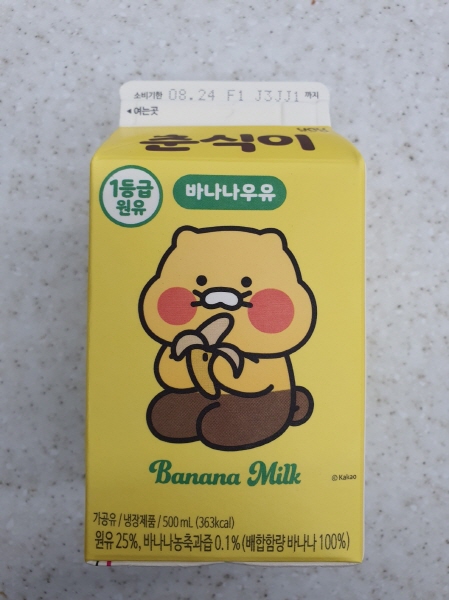 소비기한 08.24 F1 J3JJ1 까지
◀ 여는곳
춘식이
1등급
원유
바나나우유
Banana Milk
© Kakao
가공유 / 냉장제품 / 500 mL (363kcal)
원유 25%, 바나나농축과즙 0.1% (배합함량 바나나 100%)